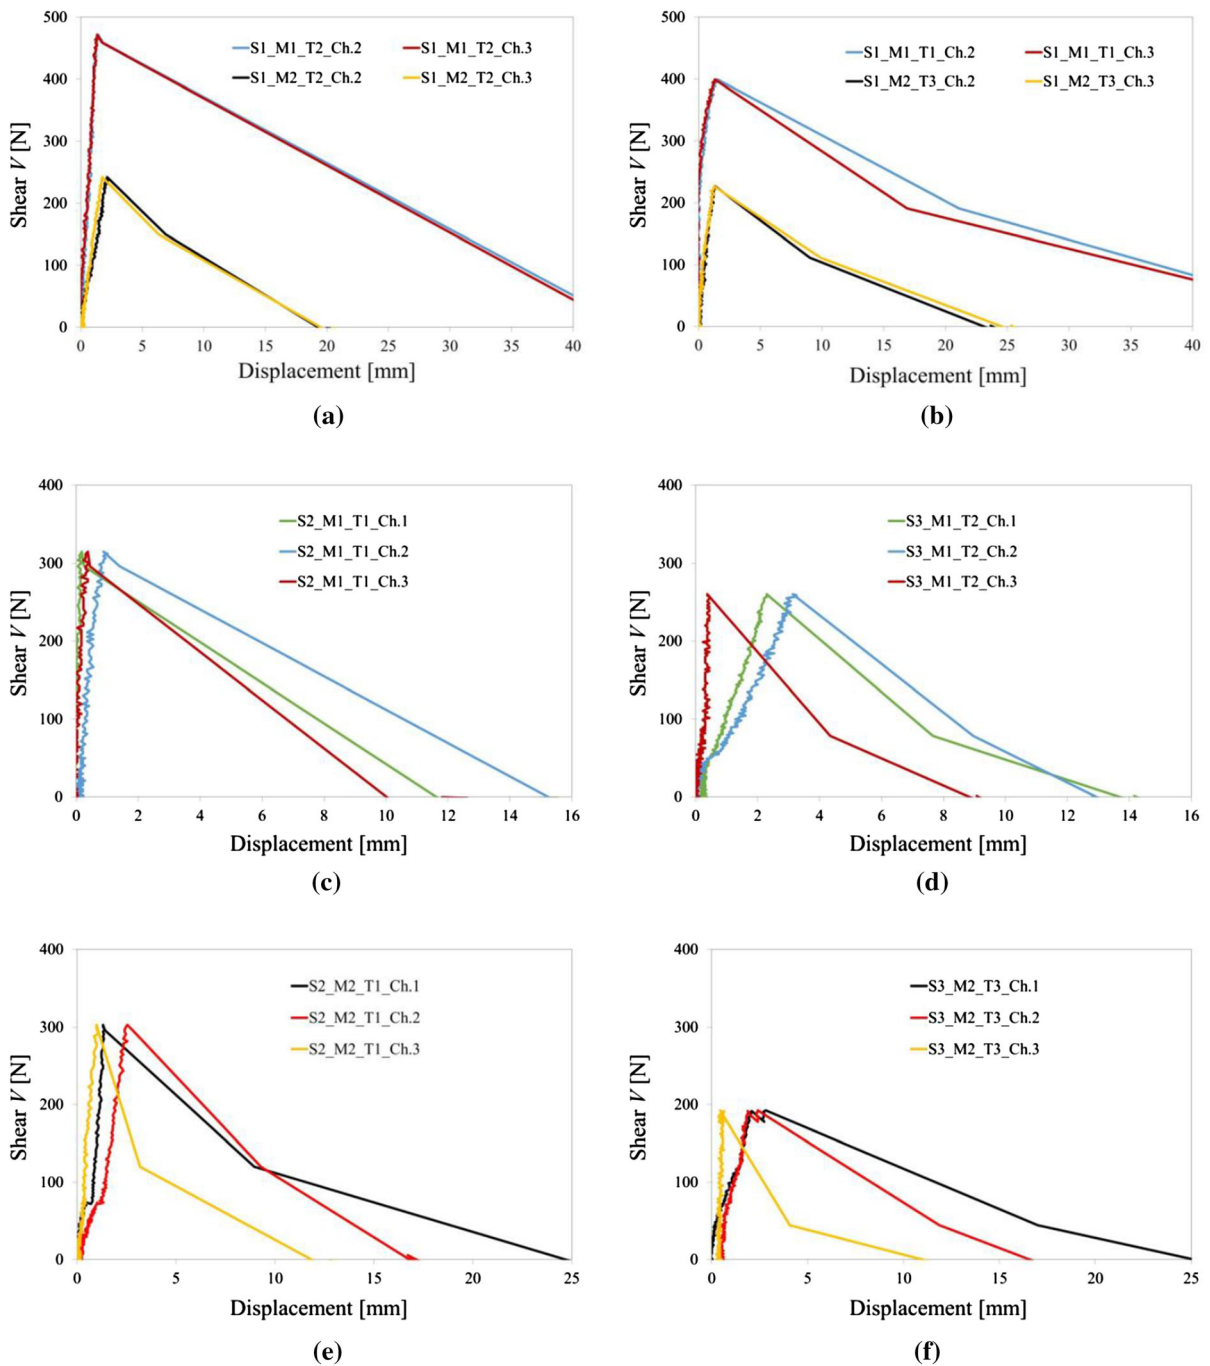 500
400
300
200
100
0
Shear V [N]
S1_M1_T2_Ch.2
S1_M1_T2_Ch.3
S1_M2_T2_Ch.2
S1_M2_T2_Ch.3
0 5 10 15 20 25 30 35 40
Displacement [mm]
(a)
500
400
300
200
100
0
Shear V [N]
S1_M1_T1_Ch.2
S1_M1_T1_Ch.3
S1_M2_T3_Ch.2
S1_M2_T3_Ch.3
0 5 10 15 20 25 30 35 40
Displacement [mm]
(b)
400
300
200
100
0
Shear V [N]
S2_M1_T1_Ch.1
S2_M1_T1_Ch.2
S2_M1_T1_Ch.3
0 2 4 6 8 10 12 14 16
Displacement [mm]
(c)
400
300
200
100
0
Shear V [N]
S3_M1_T2_Ch.1
S3_M1_T2_Ch.2
S3_M1_T2_Ch.3
0 2 4 6 8 10 12 14 16
Displacement [mm]
(d)
400
300
200
100
0
Shear V [N]
S2_M2_T1_Ch.1
S2_M2_T1_Ch.2
S2_M2_T1_Ch.3
0 5 10 15 20 25
Displacement [mm]
(e)
400
300
200
100
0
Shear V [N]
S3_M2_T3_Ch.1
S3_M2_T3_Ch.2
S3_M2_T3_Ch.3
0 5 10 15 20 25
Displacement [mm]
(f)